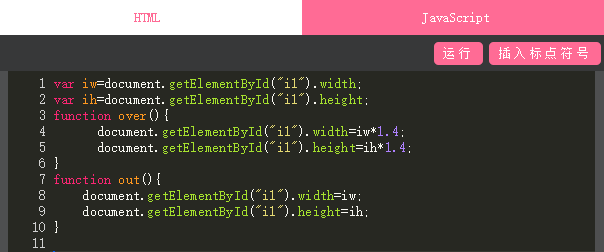 HTML
JavaScript
运行
插入标点符号
1 var iw=document.getElementById("i1").width;
2 var ih=document.getElementById("i1").height;
3 function over(){
4 document.getElementById("i1").width=iw*1.4;
5 document.getElementById("i1").height=ih*1.4;
6 }
7 function out(){
8 document.getElementById("i1").width=iw;
9 document.getElementById("i1").height=ih;
10 }
11